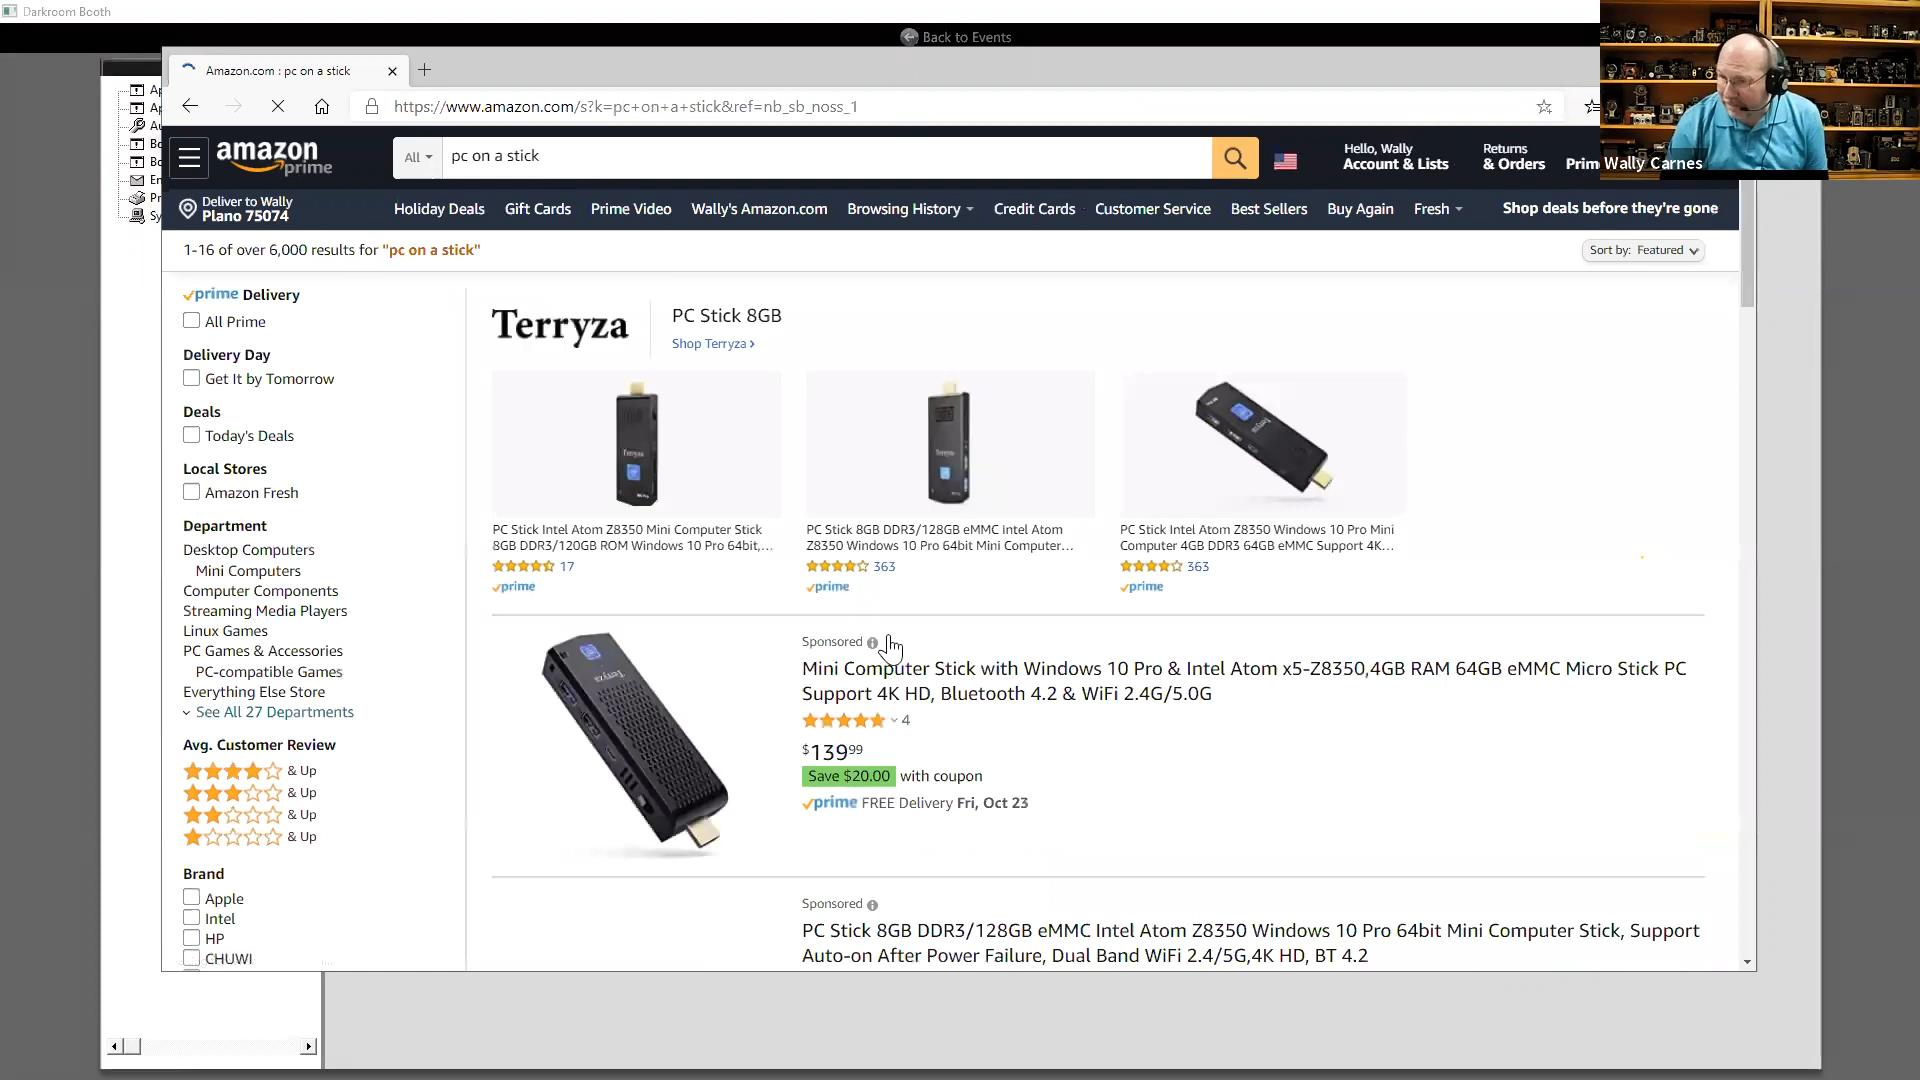 Darkroom Booth
Back to Events
Amazon.com : pc on a stick
https://www.amazon.com/s?k=pc+on+a+stick&ref=nb_sb_noss_1
amazon
prime
All
pc on a stick
Hello, Wally
Account & Lists
Returns
& Orders
Prim
Wally Carnes
Deliver to Wally
Plano 75074
Holiday Deals
Gift Cards
Prime Video
Wally's Amazon.com
Browsing History
Credit Cards
Customer Service
Best Sellers
Buy Again
Fresh
Shop deals before they're gone
1-16 of over 6,000 results for "pc on a stick"
Sort by: Featured
prime Delivery
All Prime
Delivery Day
Get It by Tomorrow
Deals
Today's Deals
Local Stores
Amazon Fresh
Department
Desktop Computers
Mini Computers
Computer Components
Streaming Media Players
Linux Games
PC Games & Accessories
PC-compatible Games
Everything Else Store
See All 27 Departments
Avg. Customer Review
& Up
& Up
& Up
& Up
Brand
Apple
Intel
HP
CHUWI
Terryza
PC Stick 8GB
Shop Terryza ›
PC Stick Intel Atom Z8350 Mini Computer Stick
8GB DDR3/120GB ROM Windows 10 Pro 64bit,...
17
prime
PC Stick 8GB DDR3/128GB eMMC intel Atom
Z8350 Windows 10 Pro 64bit Mini Computer...
363
prime
PC Stick Intel Atom Z8350 Windows 10 Pro Mini
Computer 4GB DDR3 64GB eMMC Support 4K...
363
prime
Sponsored
Mini Computer Stick with Windows 10 Pro & Intel Atom x5-Z8350,4GB RAM 64GB eMMC Micro Stick PC
Support 4K HD, Bluetooth 4.2 & WiFi 2.4G/5.0G
4
$139 99
Save $20.00 with coupon
prime FREE Delivery Fri, Oct 23
Sponsored
PC Stick 8GB DDR3/128GB eMMC Intel Atom Z8350 Windows 10 Pro 64bit Mini Computer Stick, Support
Auto-on After Power Failure, Dual Band WiFi 2.4/5G,4K HD, BT 4.2